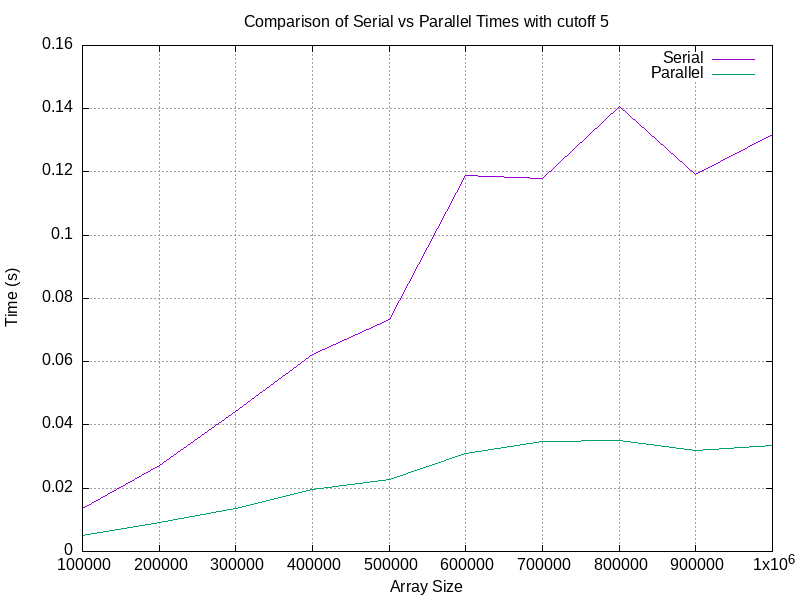 Comparison of Serial vs Parallel Times with cutoff 5
Serial
Parallel
0.16
0.14
0.12
0.1
0.08
0.06
0.04
0.02
0
Time (s)
100000 200000 300000 400000 500000 600000 700000 800000 900000 1x10⁶
Array Size